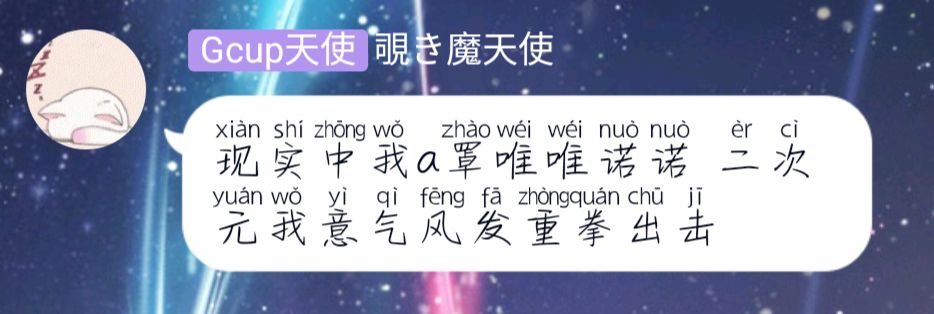 Gcup天使 覗き魔天使
xiàn shí zhōng wǒ zhào wéi wéi nuò nuò èr cì
现实中我a罩唯唯诺诺 二次
yuán wǒ yì qì fēng fā zhòngquán chū jī
元我意气风发重拳出击